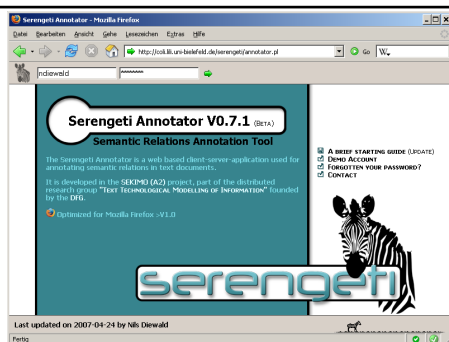 Serengeti Annotator - Mozilla Firefox
Datei Bearbeiten Ansicht Gehe Lesezeichen Extras Hilfe
http://coli.lili.uni-bielefeld.de/serengeti/annotator.pl Go W.
ndiewald ********
Serengeti Annotator V0.7.1 (BETA)
Semantic Relations Annotation Tool
The Serengeti Annotator is a web based client-server-application used for
annotating semantic relations in text documents.
It is developed in the SEKIMO (A2) project, part of the distributed
research group "TEXT TECHNOLOGICAL MODELLING OF INFORMATION" founded
by the DFG.
Optimized for Mozilla Firefox >V1.0
A BRIEF STARTING GUIDE (UPDATE)
DEMO ACCOUNT
FORGOTTEN YOUR PASSWORD?
CONTACT
serengeti
Last updated on 2007-04-24 by Nils Diewald
Fertig